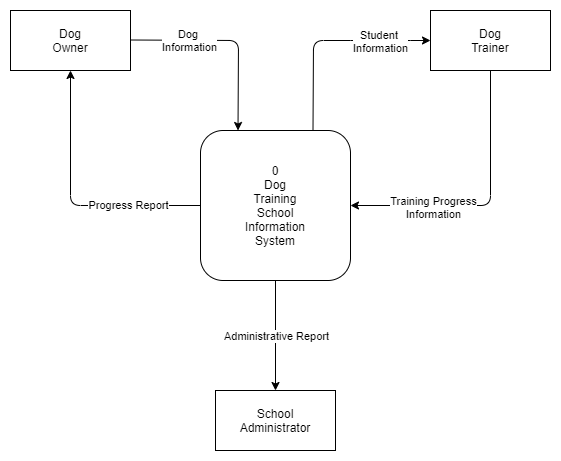 Dog
Owner
Dog
Information
Student
Information
Dog
Trainer
0
Dog
Training
School
Information
System
Progress Report
Training Progress
Information
Administrative Report
School
Administrator